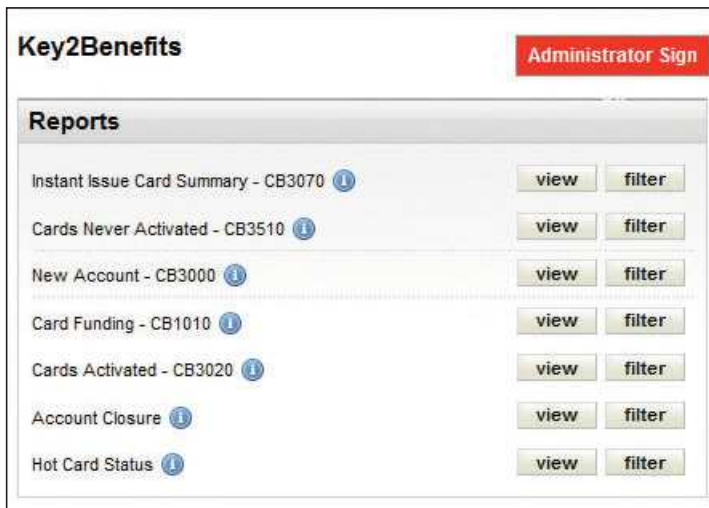 Key2Benefits
Administrator Sign
Reports
Instant Issue Card Summary - CB3070 view filter
Cards Never Activated - CB3510 view filter
New Account - CB3000 view filter
Card Funding - CB1010 view filter
Cards Activated - CB3020 view filter
Account Closure view filter
Hot Card Status view filter